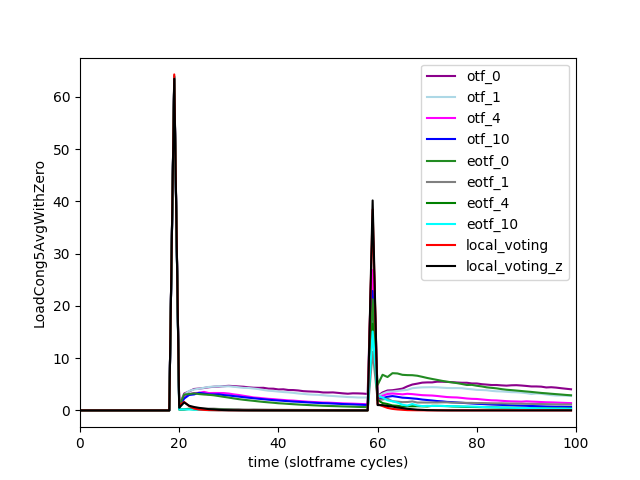 LoadCong5AvgWithZero
60
50
40
30
20
10
0
0 20 40 60 80 100
time (slotframe cycles)
otf_0
otf_1
otf_4
otf_10
eotf_0
eotf_1
eotf_4
eotf_10
local_voting
local_voting_z